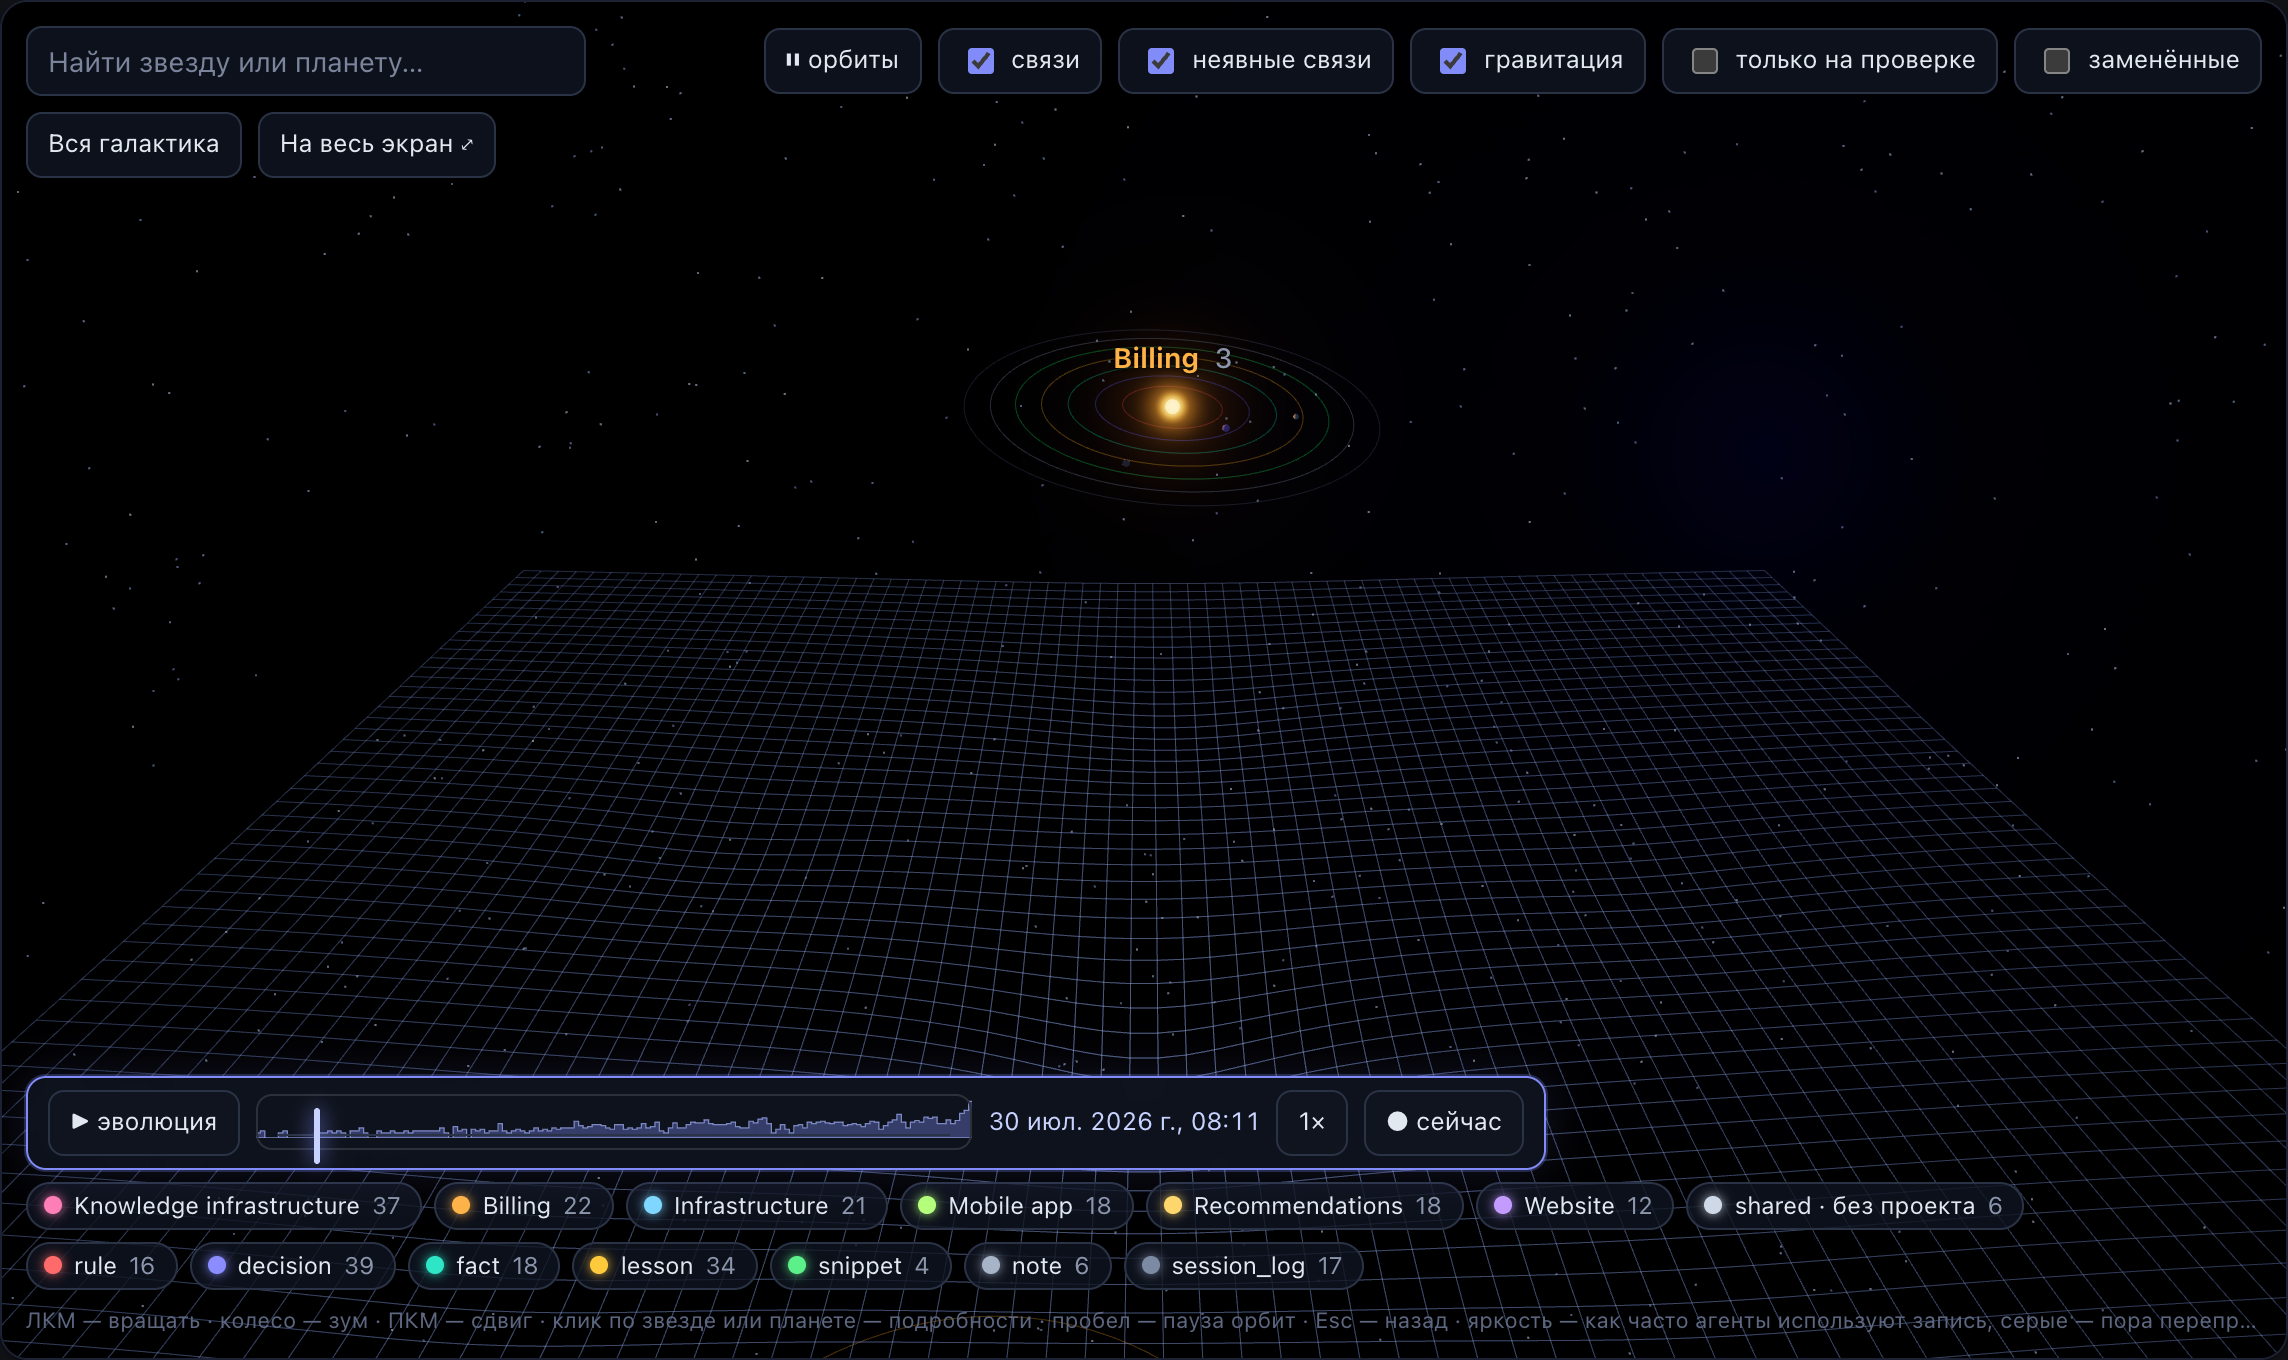 Найти звезду или планету...
орбиты
связи
неявные связи
гравитация
только на проверке
заменённые
Вся галактика
На весь экран ⤢
Billing 3
эволюция
30 июл. 2026 г., 08:11
1×
сейчас
Knowledge infrastructure 37
Billing 22
Infrastructure 21
Mobile app 18
Recommendations 18
Website 12
shared · без проекта 6
rule 16
decision 39
fact 18
lesson 34
snippet 4
note 6
session_log 17
ЛКМ — вращать · колесо — зум · ПКМ — сдвиг · клик по звезде или планете — подробности · пробел — пауза орбит · Esc — назад · яркость — как часто агенты используют запись, серые — пора перепр...